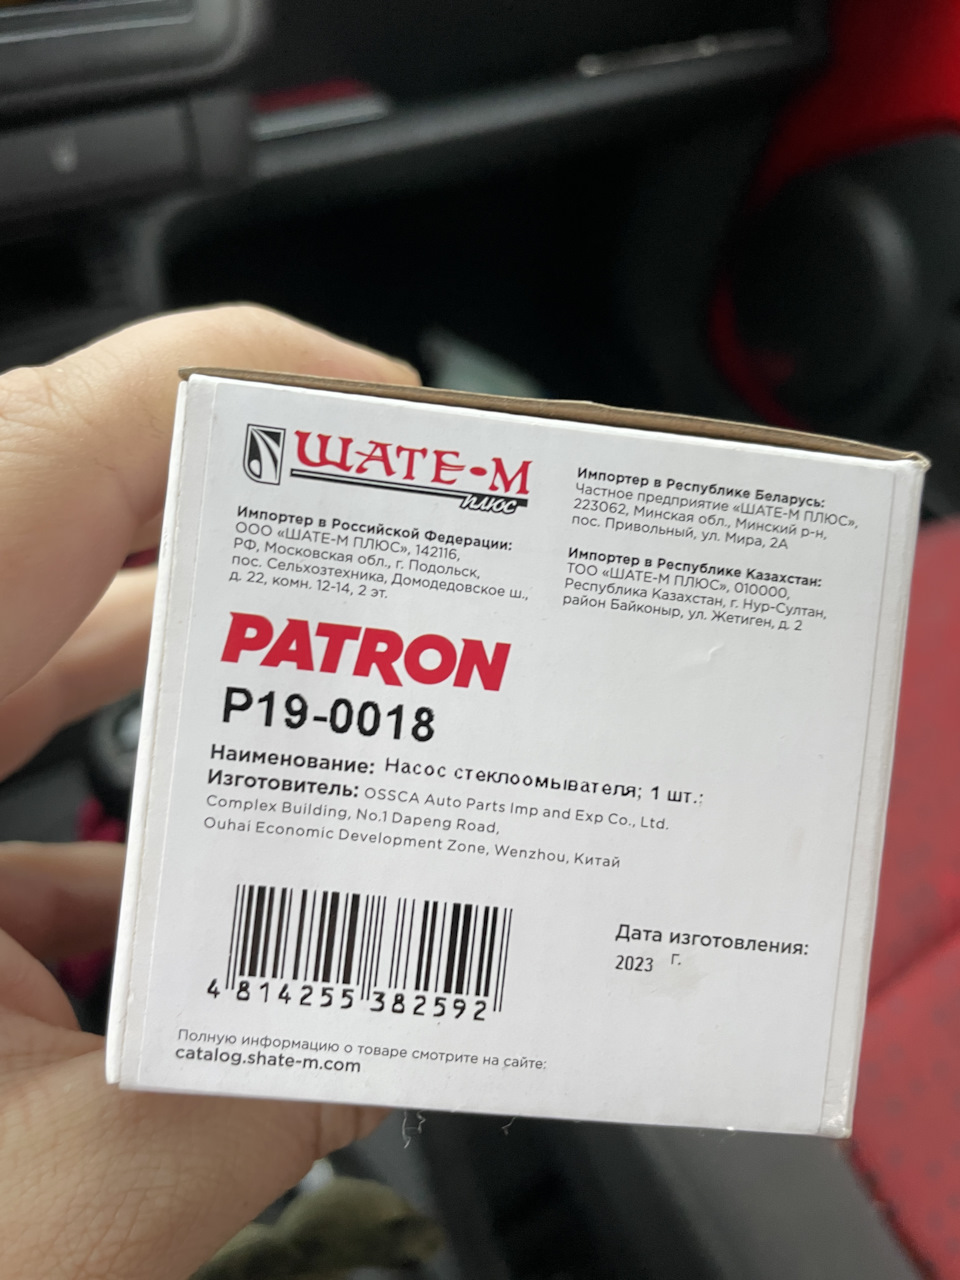 ШАТЕ-М
плюс
Импортер в Российской Федерации:
ООО «ШАТЕ-М ПЛЮС», 142116,
РФ, Московская обл., г. Подольск,
пос. Сельхозтехника, Домодедовское ш.,
д. 22, комн. 12-14, 2 эт.
Импортер в Республике Беларусь:
Частное предприятие «ШАТЕ-М ПЛЮС»,
223062, Минская обл., Минский р-н,
пос. Привольный, ул. Мира, 2А
Импортер в Республике Казахстан:
ТОО «ШАТЕ-М ПЛЮС», 010000,
Республика Казахстан, г. Нур-Султан,
район Байконыр, ул. Жетиген, д. 2
PATRON
P19-0018
Наименование: Насос стеклоомывателя; 1 шт.:
Изготовитель: OSSCA Auto Parts Imp and Exp Co., Ltd.
Complex Building, No.1 Dapeng Road,
Ouhai Economic Development Zone, Wenzhou, Китай
4 814255 382592
Дата изготовления:
2023 г.
Полную информацию о товаре смотрите на сайте:
catalog.shate-m.com